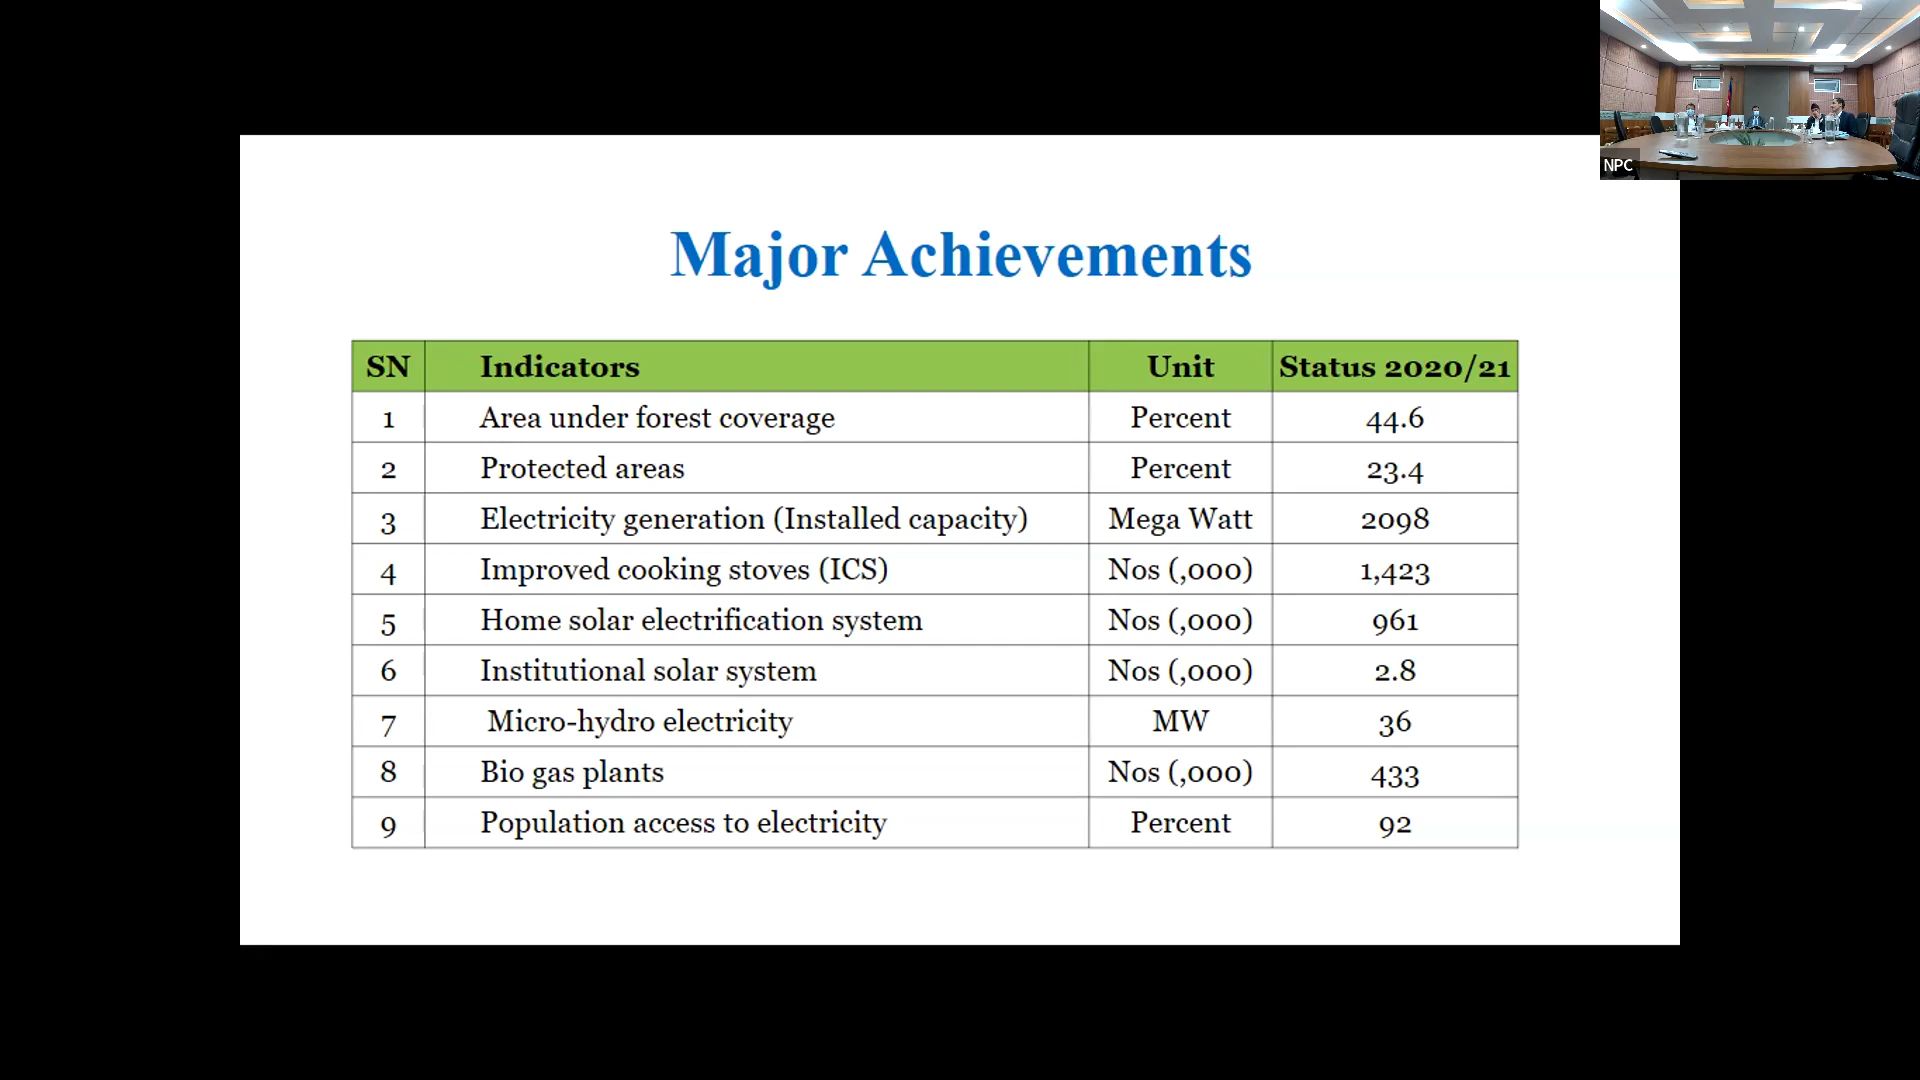 NPC
Major Achievements
SN Indicators Unit Status 2020/21
1 Area under forest coverage Percent 44.6
2 Protected areas Percent 23.4
3 Electricity generation (Installed capacity) Mega Watt 2098
4 Improved cooking stoves (ICS) Nos (,000) 1,423
5 Home solar electrification system Nos (,000) 961
6 Institutional solar system Nos (,000) 2.8
7 Micro-hydro electricity MW 36
8 Bio gas plants Nos (,000) 433
9 Population access to electricity Percent 92